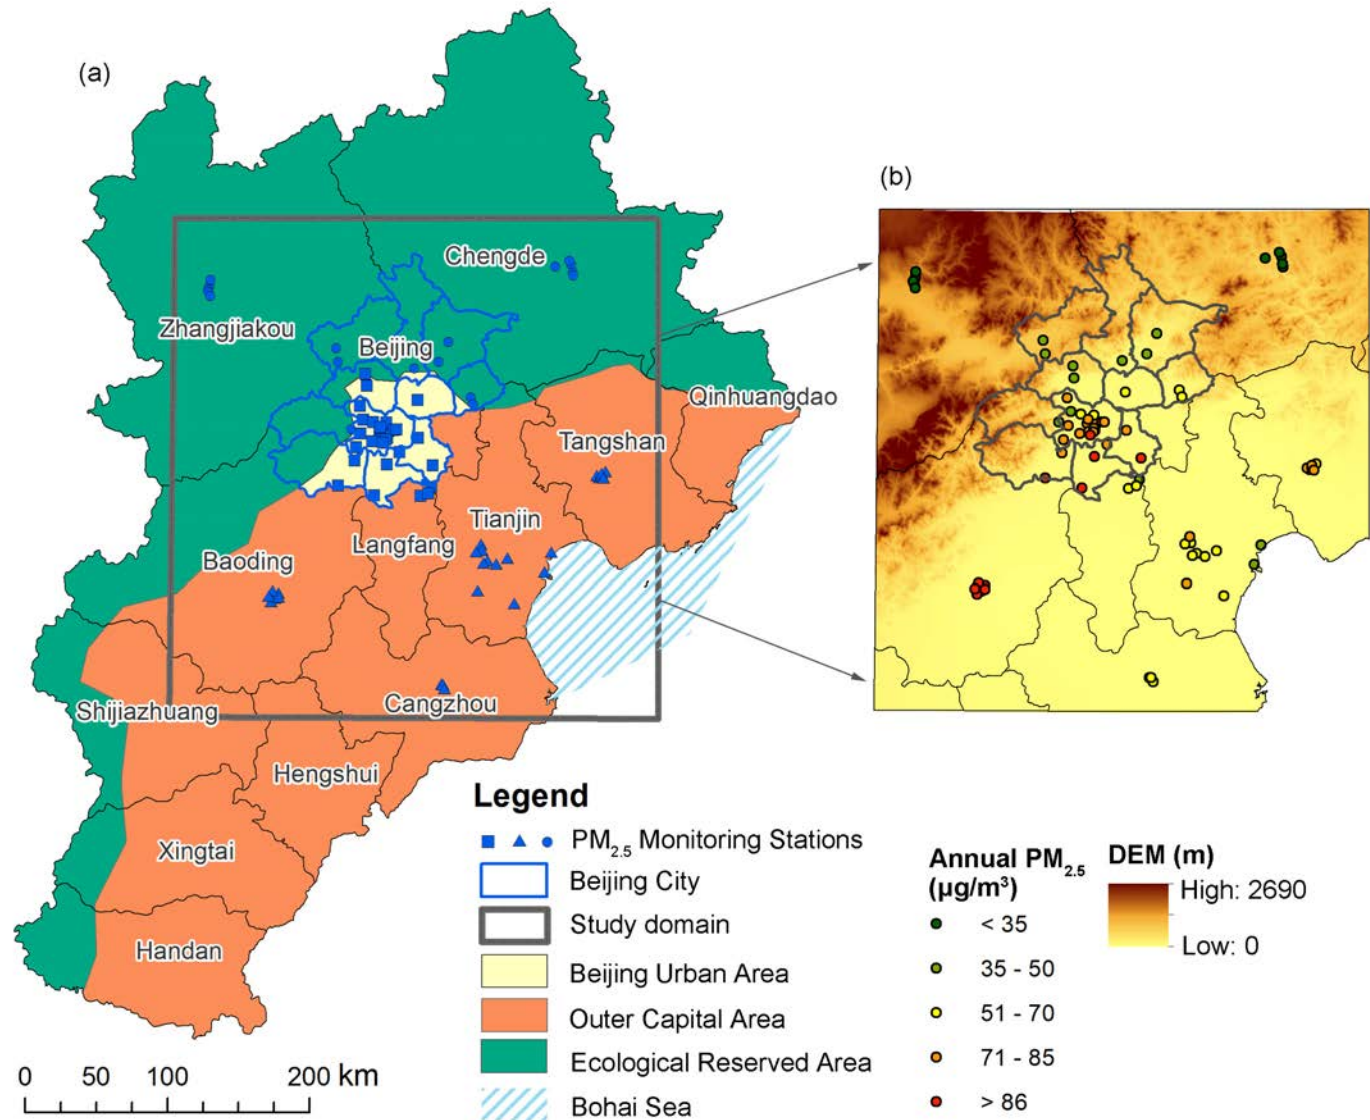 (a)
(b)
Chengde
Zhangjiakou
Beijing
Qinhuangdao
Tangshan
Tianjin
Langfang
Baoding
Cangzhou
Shijiazhuang
Hengshui
Xingtai
Handan
Legend
PM2.5 Monitoring Stations
Beijing City
Study domain
Beijing Urban Area
Outer Capital Area
Ecological Reserved Area
Bohai Sea
0 50 100 200 km
Annual PM2.5
(µg/m³)
< 35
35 - 50
51 - 70
71 - 85
> 86
DEM (m)
High: 2690
Low: 0